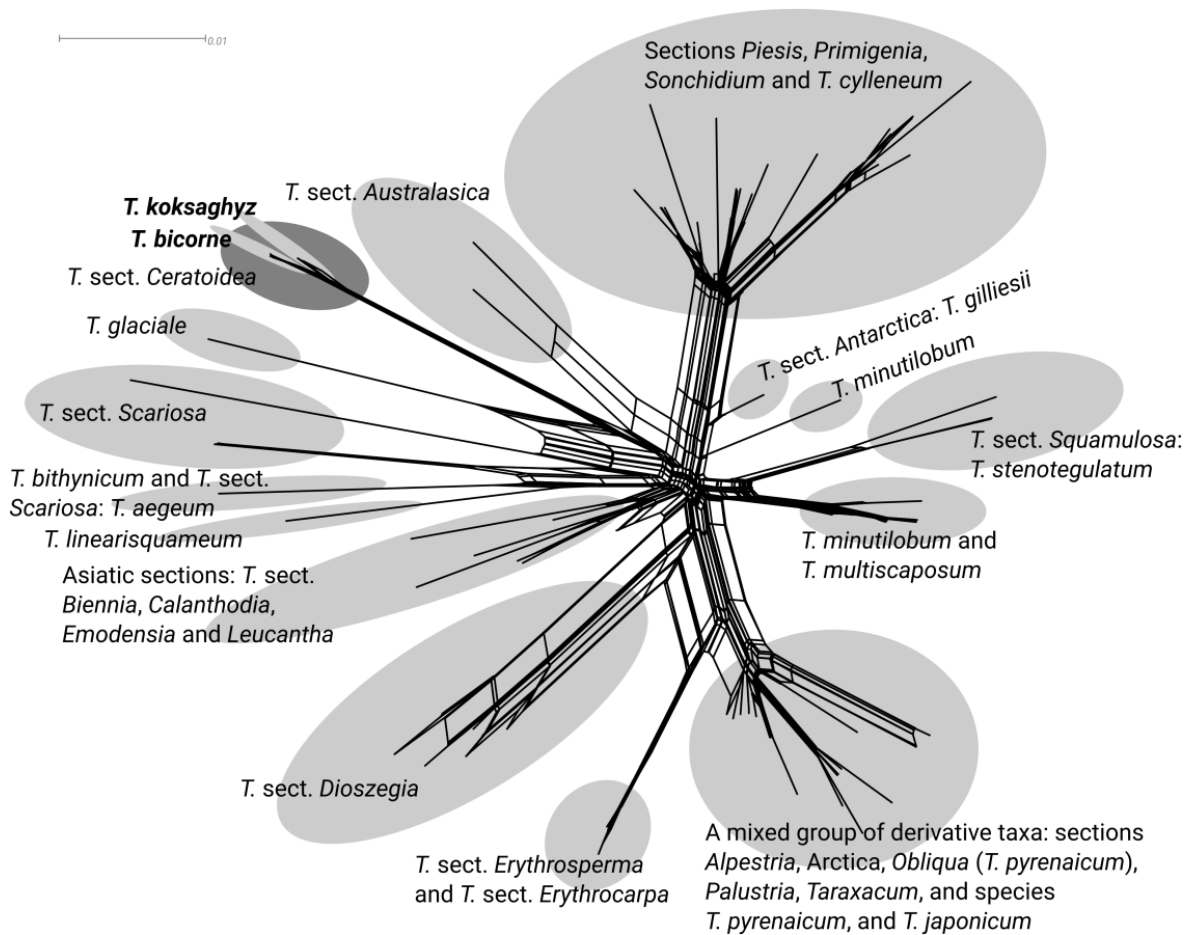 0.01
Sections Piesis, Primigenia,
Sonchidium and T. cylleneum
T. sect. Australasica
T. koksaghyz
T. bicorne
T. sect. Ceratoidea
T. glaciale
T. sect. Antarctica: T. gilliesii
T. minutilobum
T. sect. Scariosa
T. sect. Squamulosa:
T. stenotegulatum
T. bithynicum and T. sect.
Scariosa: T. aegeum
T. linearisquameum
T. minutilobum and
T. multiscaposum
Asiatic sections: T. sect.
Biennia, Calanthodia,
Emodensia and Leucantha
T. sect. Dioszegia
T. sect. Erythrosperma
and T. sect. Erythrocarpa
A mixed group of derivative taxa: sections
Alpestria, Arctica, Obliqua (T. pyrenaicum),
Palustria, Taraxacum, and species
T. pyrenaicum, and T. japonicum